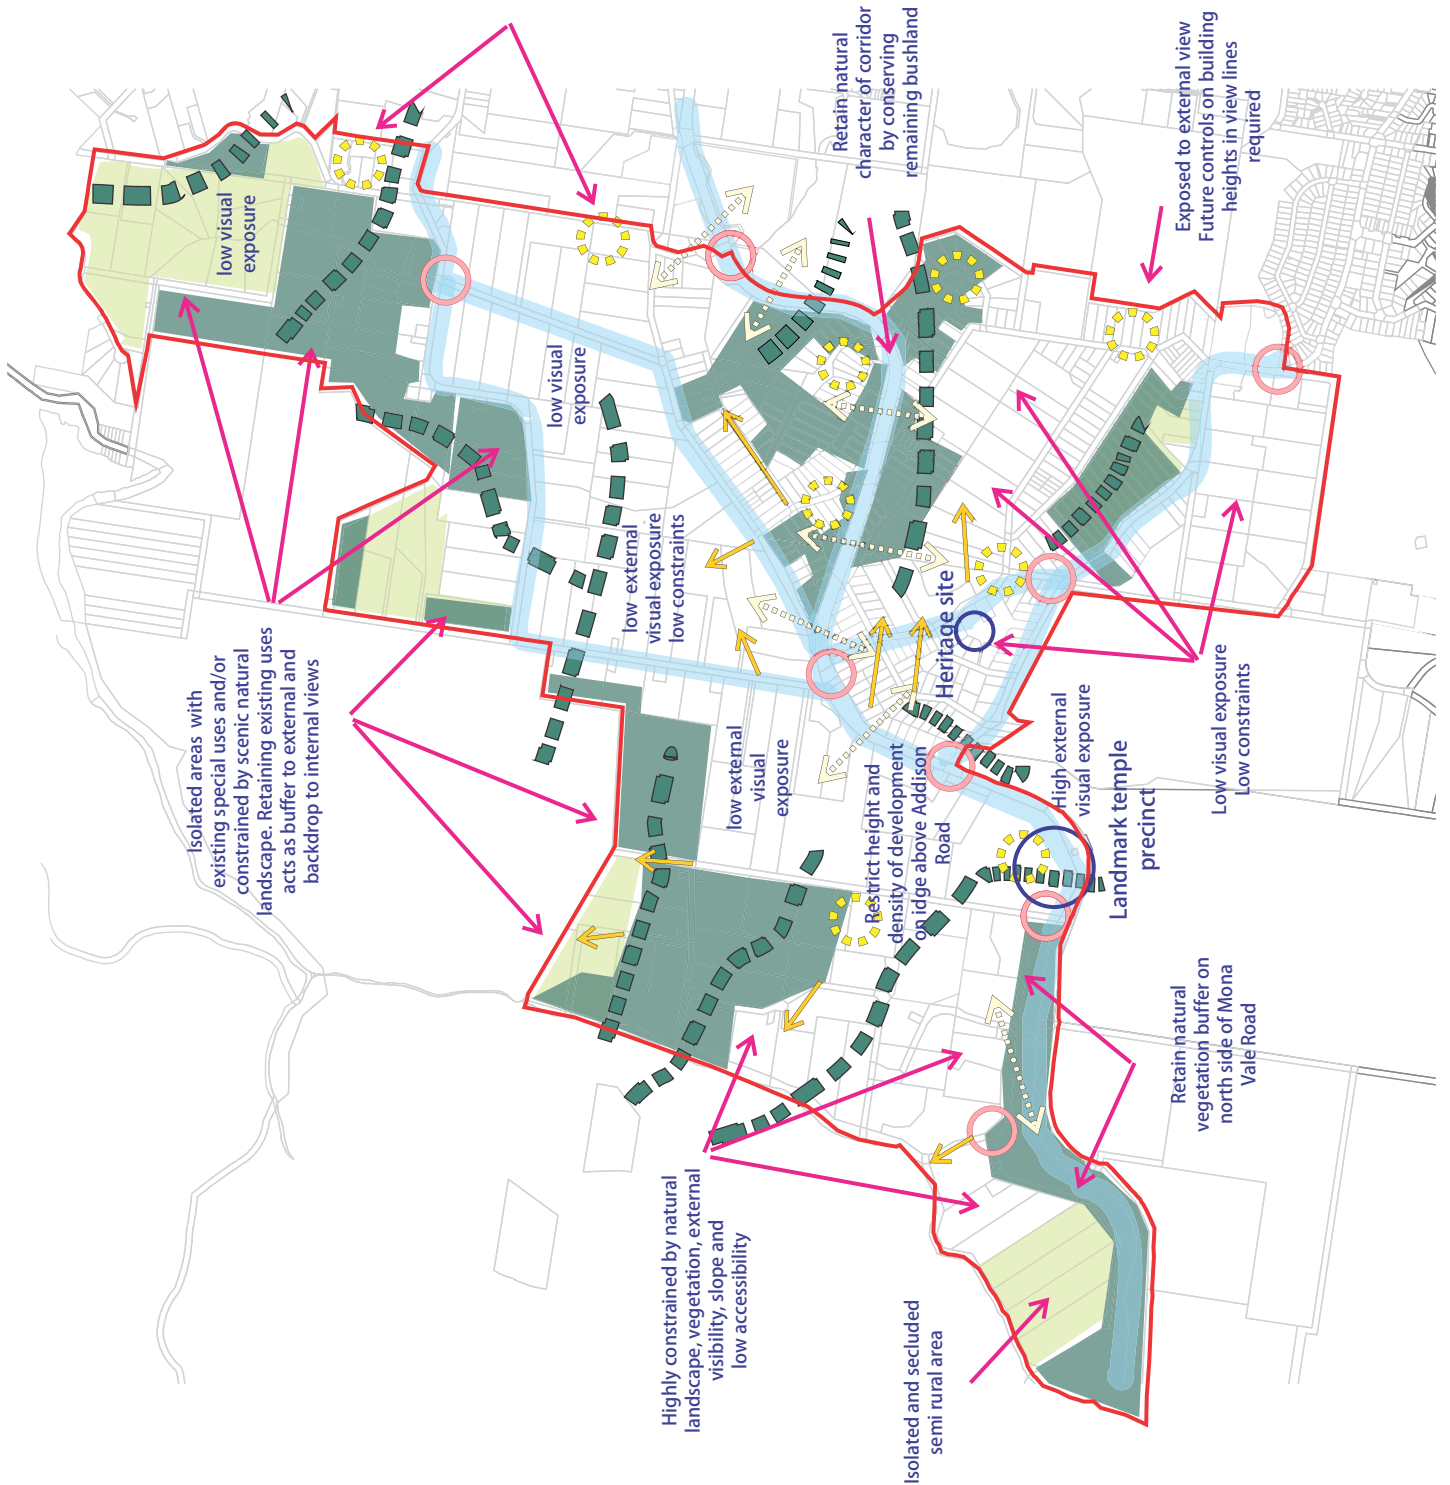 Isolated areas with
existing special uses and/or
constrained by scenic natural
landscape. Retaining existing uses
acts as buffer to external and
backdrop to internal views
low visual
exposure
low visual
exposure
low external
visual exposure
low constraints
low external
visual
exposure
Retain natural
character of corridor
by conserving
remaining bushland
Exposed to external view
Future controls on building
heights in view lines
required
Heritage site
Restrict height and
density of development
on idge above Addison
Road
High external
visual exposure
Landmark temple
precinct
Low visual exposure
Low constraints
Retain natural
vegetation buffer on
north side of Mona
Vale Road
Highly constrained by natural
landscape, vegetation, external
visibility, slope and
low accessibility
Isolated and secluded
semi rural area